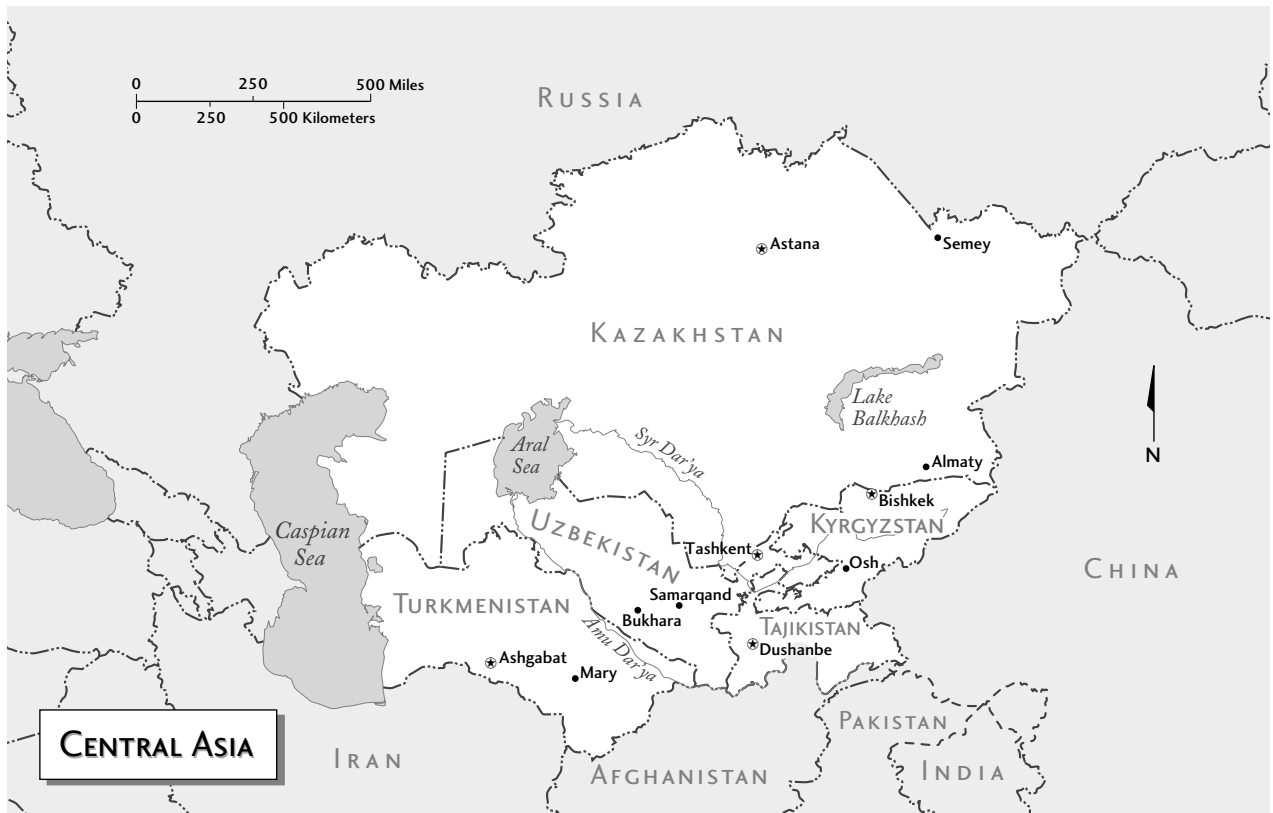 0 250 500 Miles
0 250 500 Kilometers
RUSSIA
Astana
Semey
KAZAKHSTAN
Lake
Balkhash
Aral
Sea
Syr Dar'ya
Almaty
N
Bishkek
KYRGYZSTAN
Caspian
Sea
UZBEKISTAN
Tashkent
Osh
CHINA
TURKMENISTAN
Samarqand
Bukhara
TAJIKISTAN
Dushanbe
Amu Dar'ya
Ashgabat
Mary
PAKISTAN
CENTRAL ASIA
IRAN
AFGHANISTAN
INDIA